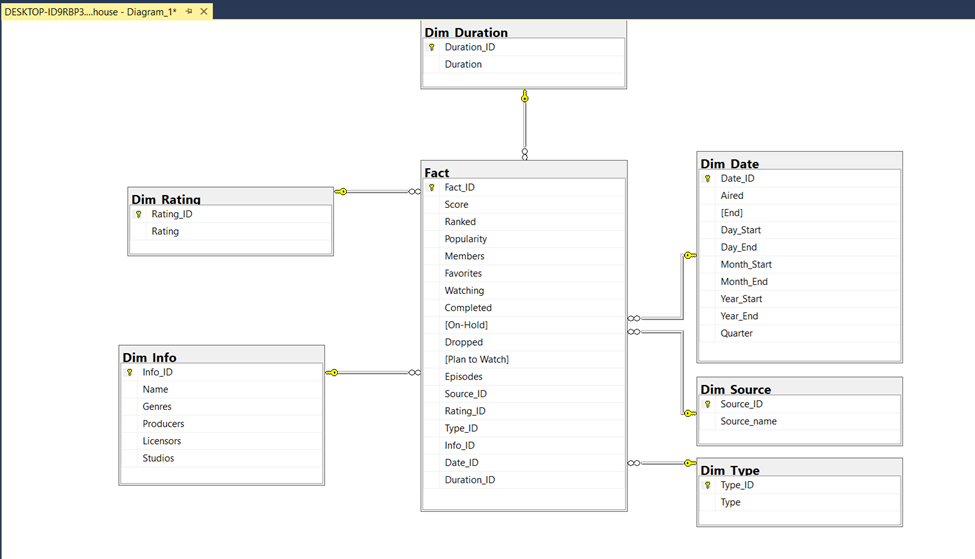 DESKTOP-ID9RBP3....house - Diagram_1*
Dim_Duration
Duration_ID
Duration
Dim_Rating
Rating_ID
Rating
Dim_Info
Info_ID
Name
Genres
Producers
Licensors
Studios
Fact
Fact_ID
Score
Ranked
Popularity
Members
Favorites
Watching
Completed
[On-Hold]
Dropped
[Plan to Watch]
Episodes
Source_ID
Rating_ID
Type_ID
Info_ID
Date_ID
Duration_ID
Dim_Date
Date_ID
Aired
[End]
Day_Start
Day_End
Month_Start
Month_End
Year_Start
Year_End
Quarter
Dim_Source
Source_ID
Source_name
Dim_Type
Type_ID
Type